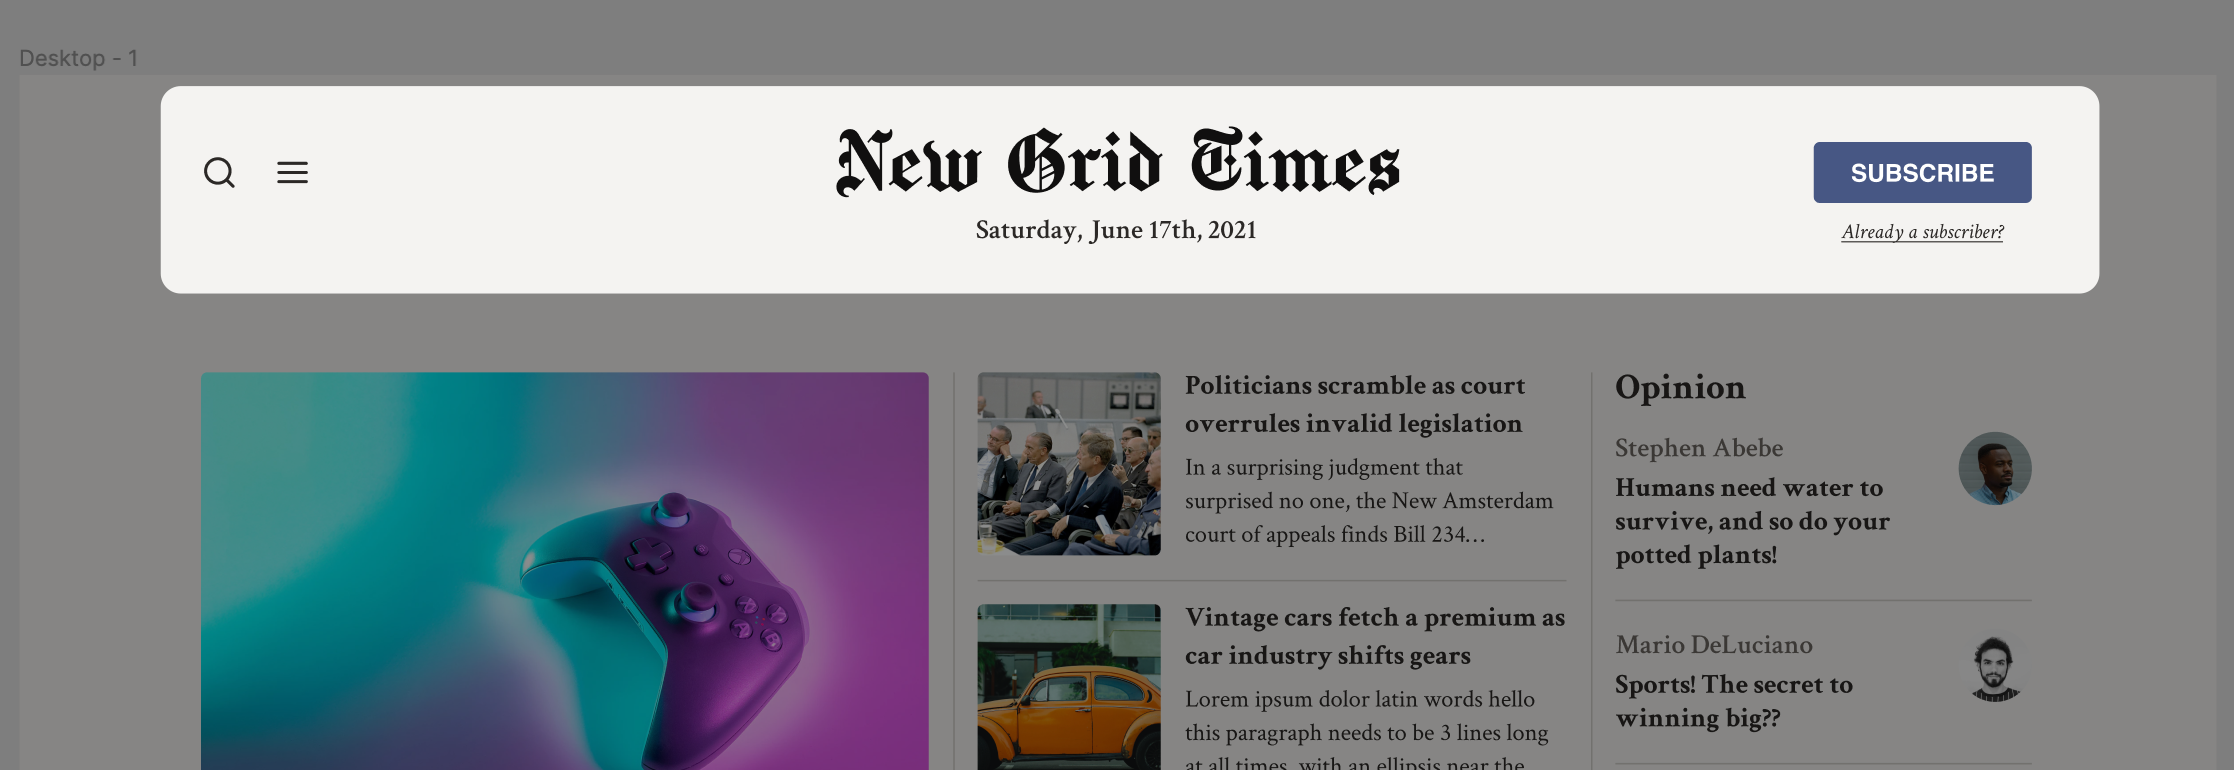 Desktop - 1
New Grid Times
Saturday, June 17th, 2021
SUBSCRIBE
Already a subscriber?
Politicians scramble as court
overrules invalid legislation
In a surprising judgment that
surprised no one, the New Amsterdam
court of appeals finds Bill 234…
Vintage cars fetch a premium as
car industry shifts gears
Lorem ipsum dolor latin words hello
this paragraph needs to be 3 lines long
at all times, with an ellipsis near the
Opinion
Stephen Abebe
Humans need water to
survive, and so do your
potted plants!
Mario DeLuciano
Sports! The secret to
winning big??